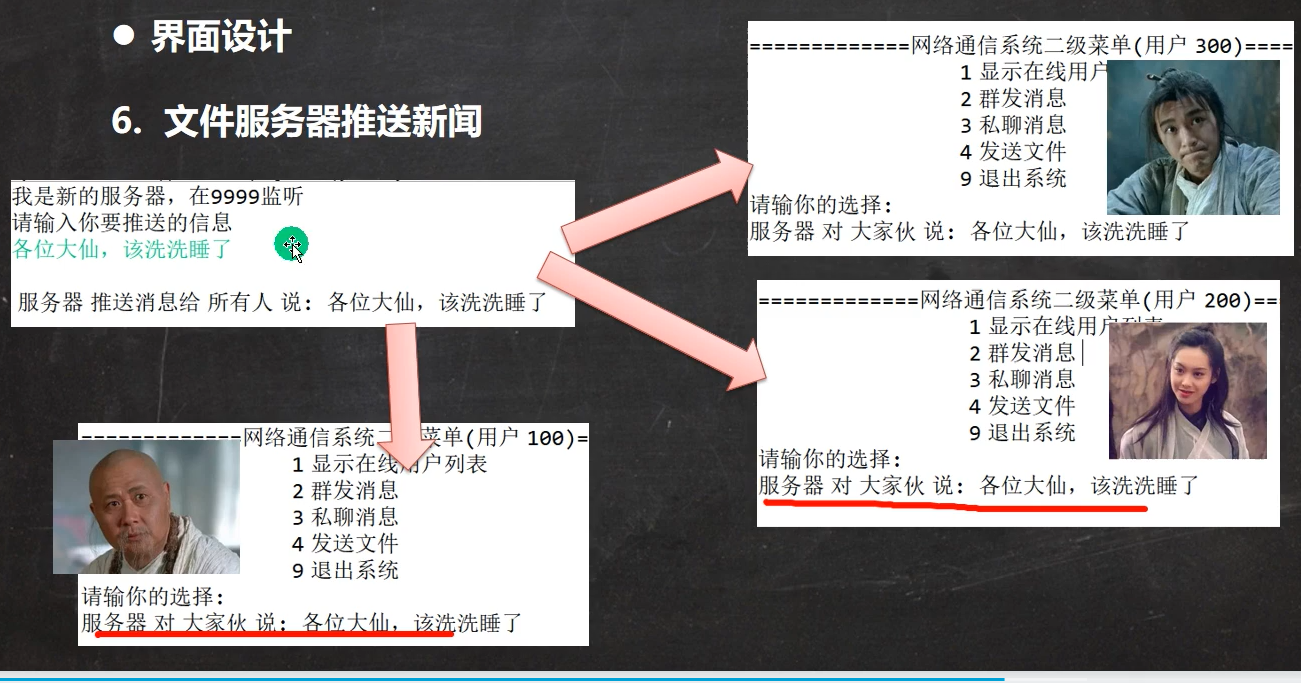 界面设计
6. 文件服务器推送新闻
我是新的服务器，在9999监听
请输入你要推送的信息
各位大仙，该洗洗睡了
服务器 推送消息给 所有人 说: 各位大仙，该洗洗睡了
=============网络通信系统二级菜单(用户 300)====
1 显示在线用户
2 群发消息
3 私聊消息
4 发送文件
9 退出系统
请输你的选择:
服务器 对 大家伙 说: 各位大仙，该洗洗睡了
=============网络通信系统二级菜单(用户 200)==
1 显示在线用户列表
2 群发消息
3 私聊消息
4 发送文件
9 退出系统
请输你的选择:
服务器 对 大家伙 说: 各位大仙，该洗洗睡了
=============网络通信系统二级菜单(用户 100)=
1 显示在线用户列表
2 群发消息
3 私聊消息
4 发送文件
9 退出系统
请输你的选择:
服务器 对 大家伙 说: 各位大仙，该洗洗睡了